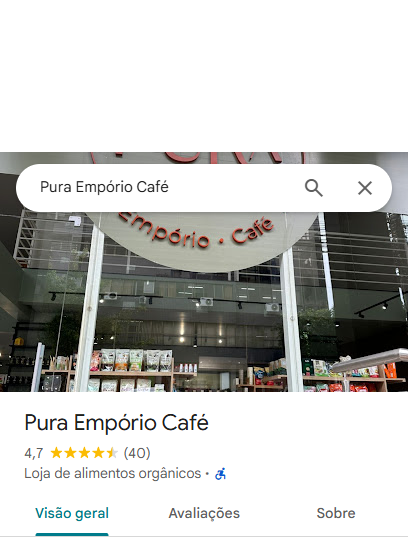 Pura Empório Café
Empório • Café
Pura Empório Café
4,7 (40)
Loja de alimentos orgânicos ·
Visão geral Avaliações Sobre